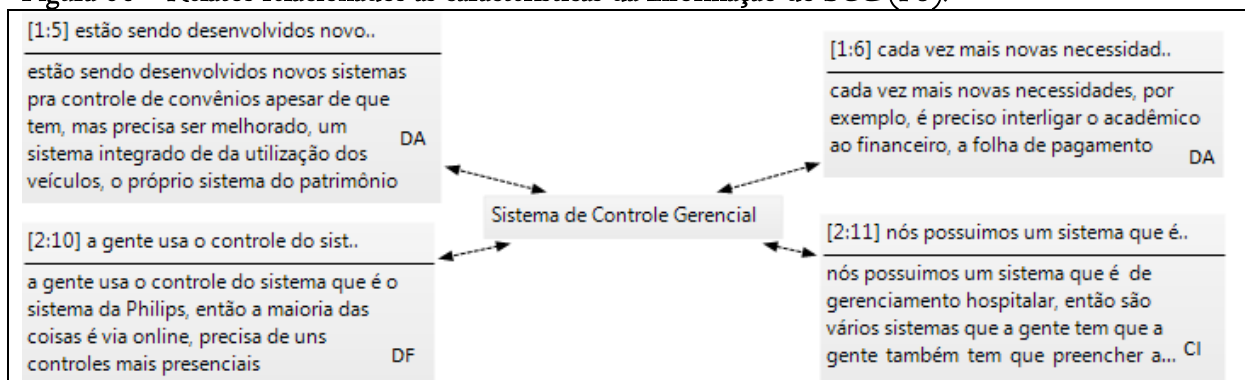 [1:5] estão sendo desenvolvidos novo..
estão sendo desenvolvidos novos sistemas
pra controle de convênios apesar de que
tem, mas precisa ser melhorado, um
sistema integrado de da utilização dos
veículos, o próprio sistema do patrimônio
DA
[1:6] cada vez mais novas necessidad..
cada vez mais novas necessidades, por
exemplo, é preciso interligar o acadêmico
ao financeiro, a folha de pagamento
DA
Sistema de Controle Gerencial
[2:10] a gente usa o controle do sist..
a gente usa o controle do sistema que é o
sistema da Philips, então a maioria das
coisas é via online, precisa de uns
controles mais presenciais
DF
[2:11] nós possuimos um sistema que é..
nós possuimos um sistema que é de
gerenciamento hospitalar, então são
vários sistemas que a gente tem que a
gente também tem que preencher a...
CI